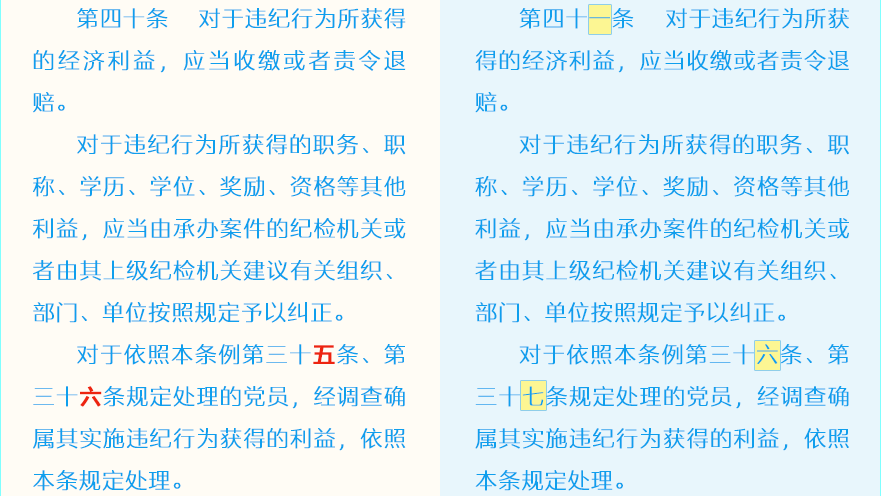 第四十条　对于违纪行为所获得
的经济利益，应当收缴或者责令退
赔。
对于违纪行为所获得的职务、职
称、学历、学位、奖励、资格等其他
利益，应当由承办案件的纪检机关或
者由其上级纪检机关建议有关组织、
部门、单位按照规定予以纠正。
对于依照本条例第三十五条、第
三十六条规定处理的党员，经调查确
属其实施违纪行为获得的利益，依照
本条规定处理。
第四十一条　对于违纪行为所获
得的经济利益，应当收缴或者责令退
赔。
对于违纪行为所获得的职务、职
称、学历、学位、奖励、资格等其他
利益，应当由承办案件的纪检机关或
者由其上级纪检机关建议有关组织、
部门、单位按照规定予以纠正。
对于依照本条例第三十六条、第
三十七条规定处理的党员，经调查确
属其实施违纪行为获得的利益，依照
本条规定处理。